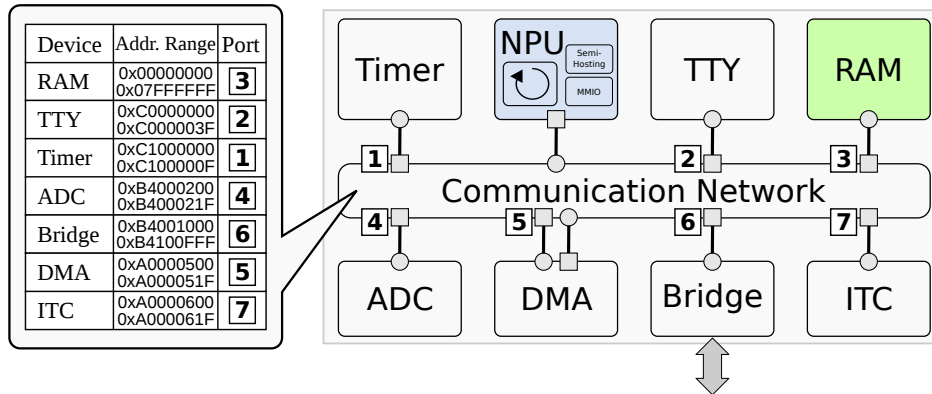 Device Addr. Range Port
RAM 0x00000000 0x07FFFFFF 3
TTY 0xC0000000 0xC000003F 2
Timer 0xC1000000 0xC100000F 1
ADC 0xB4000200 0xB400021F 4
Bridge 0xB4001000 0xB4100FFF 6
DMA 0xA0000500 0xA000051F 5
ITC 0xA0000600 0xA000061F 7
Timer
NPU
Semi-
Hosting
MMIO
TTY
RAM
1 2 3
Communication Network
4 5 6 7
ADC
DMA
Bridge
ITC